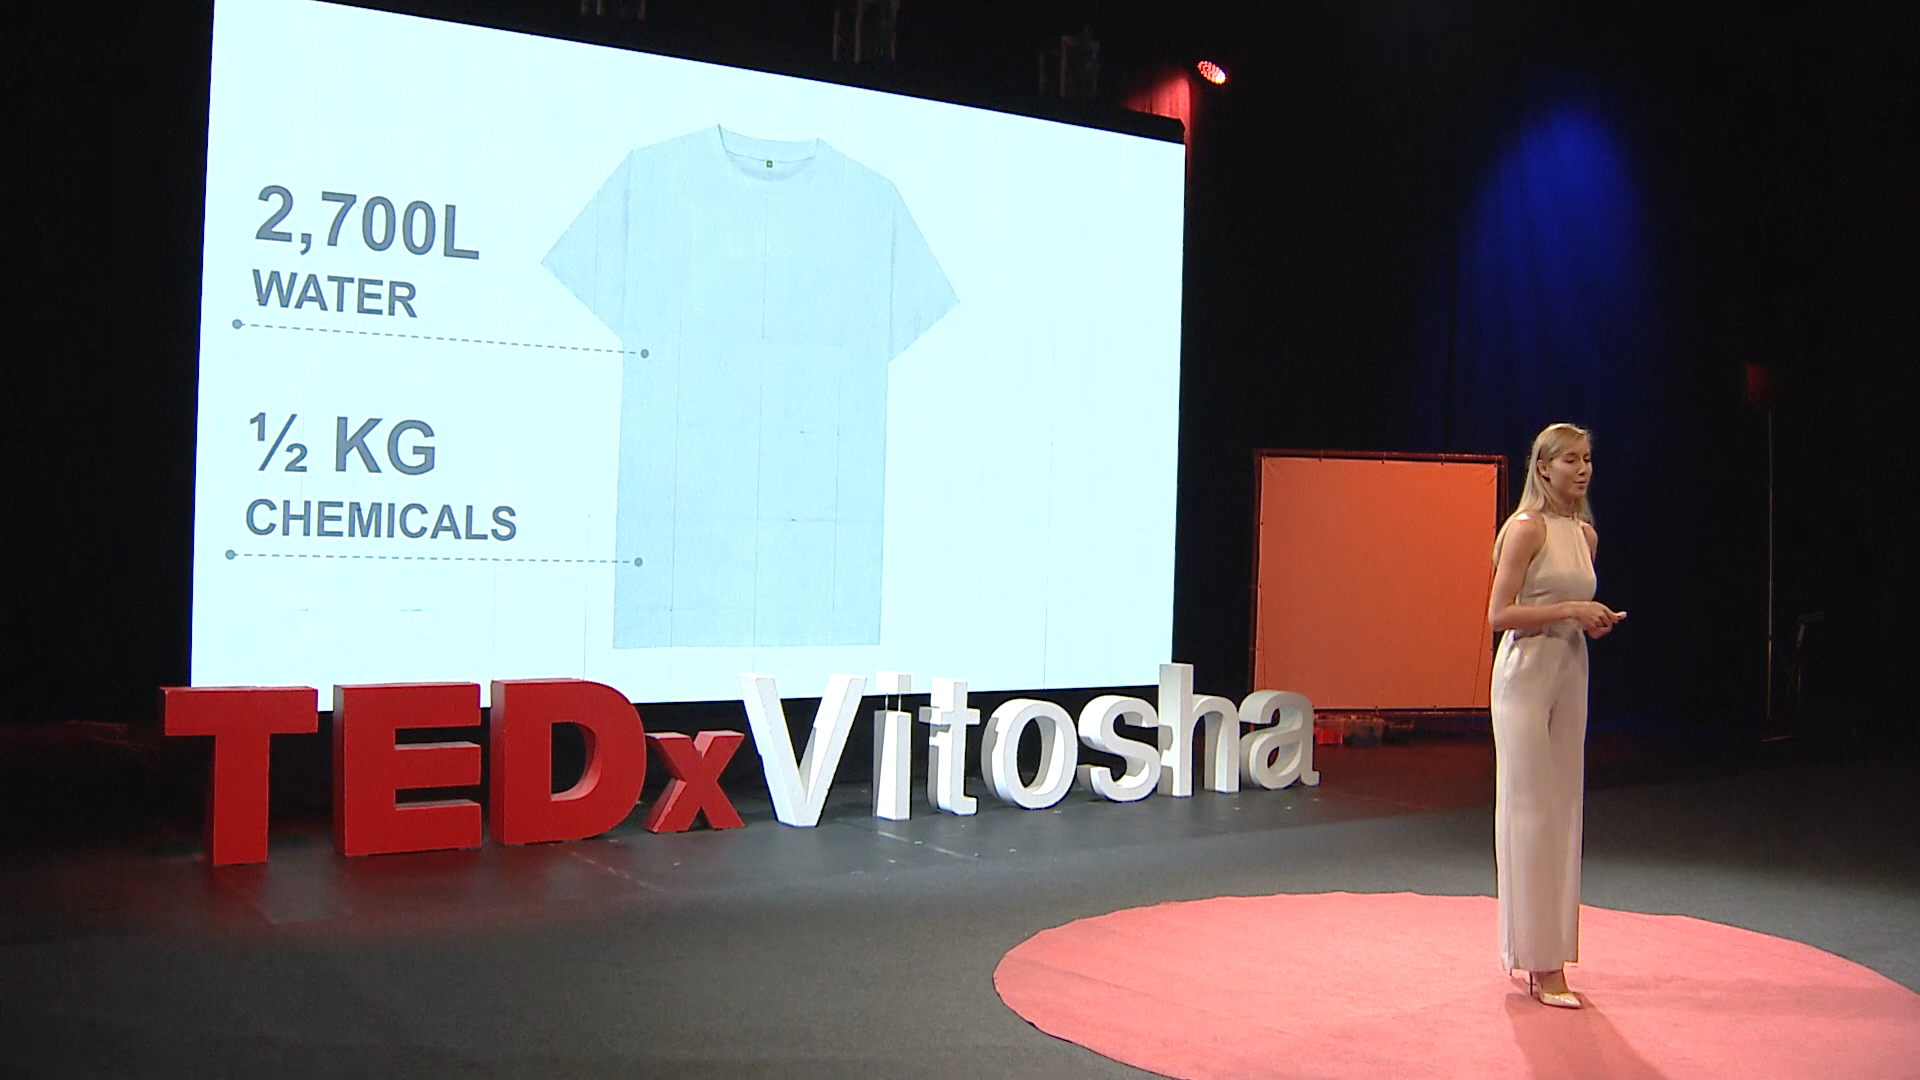 2,700L
WATER
½ KG
CHEMICALS
TEDxVitosha